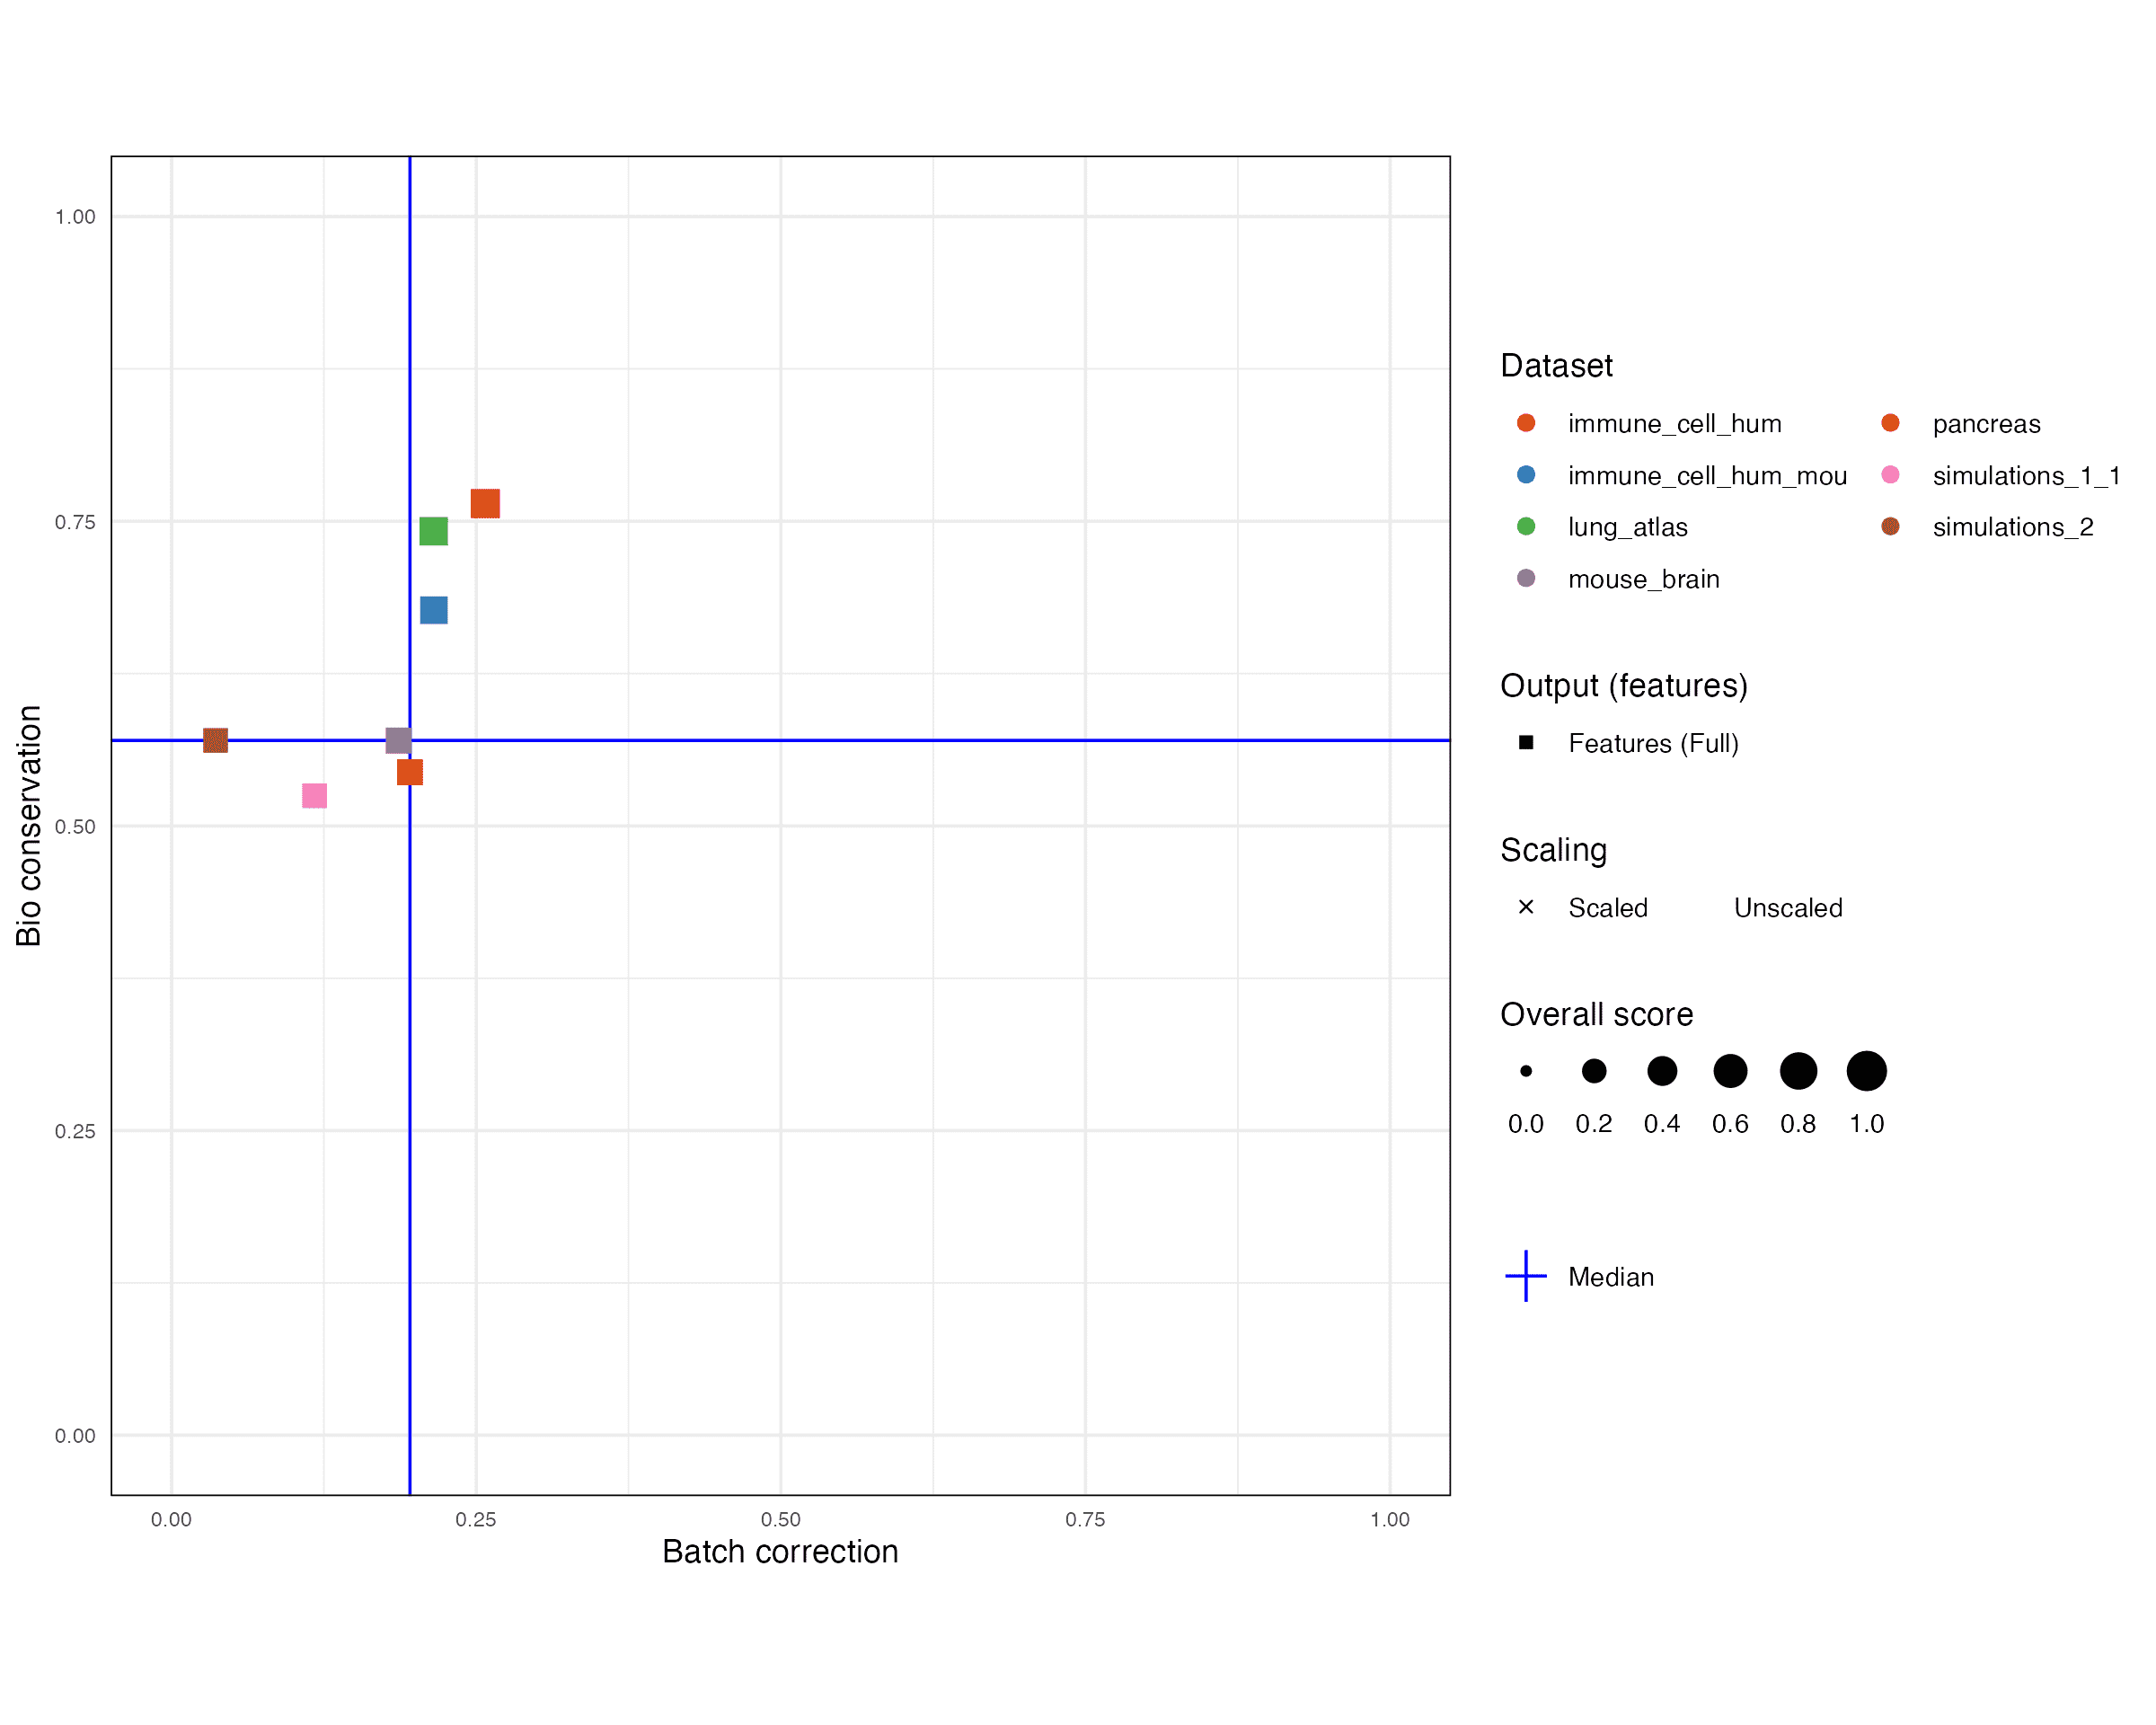 1.00
0.75
0.50
0.25
0.00
Bio conservation
0.00 0.25 0.50 0.75 1.00
Batch correction
Dataset
immune_cell_hum pancreas
immune_cell_hum_mou simulations_1_1
lung_atlas simulations_2
mouse_brain
Output (features)
Features (Full)
Scaling
Scaled Unscaled
Overall score
0.0 0.2 0.4 0.6 0.8 1.0
Median